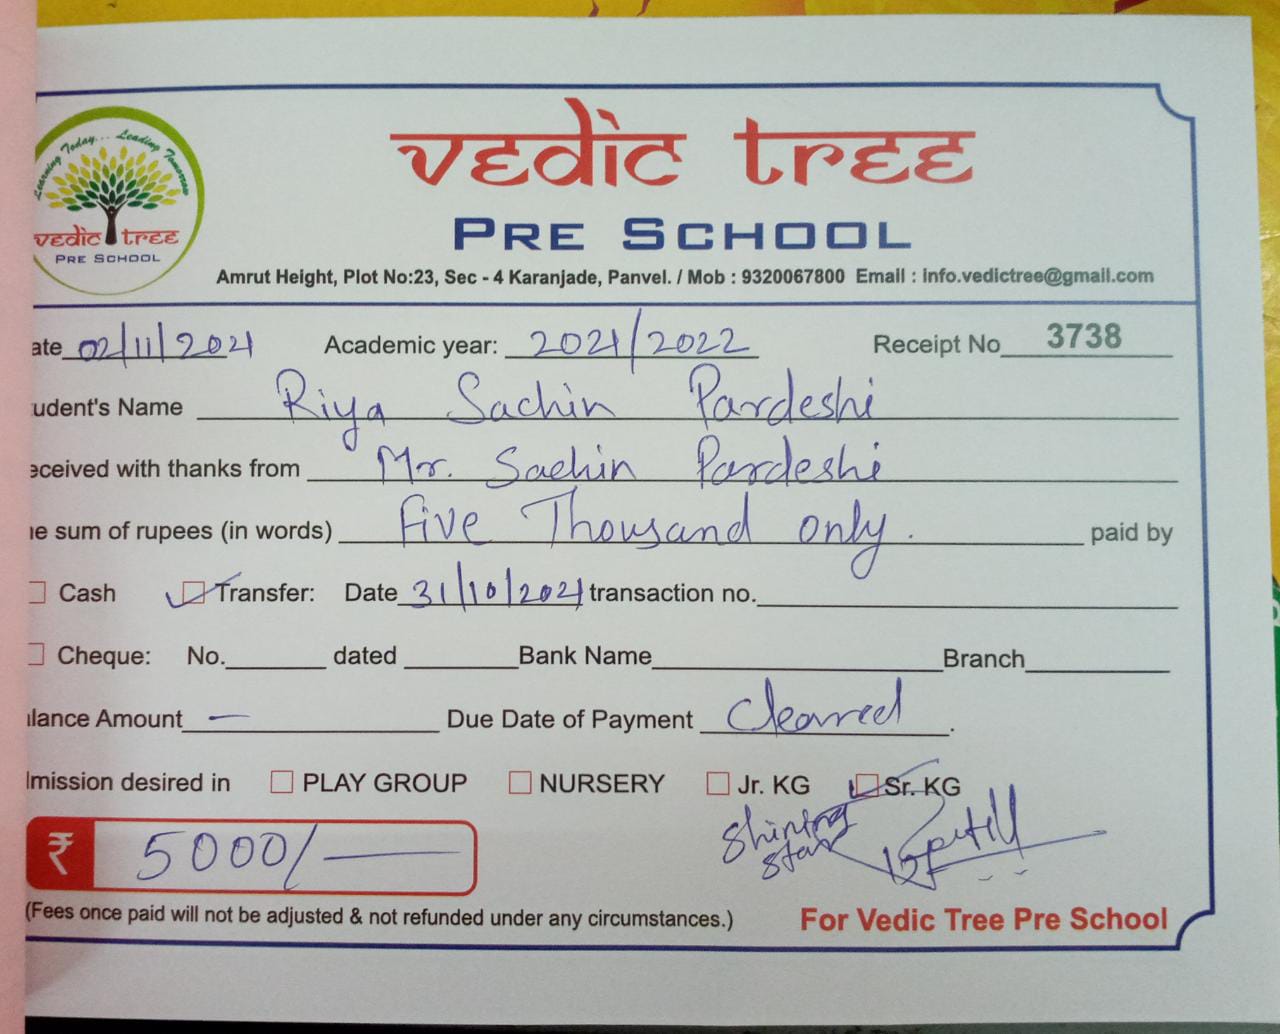 Learning Today... Leading Tomorrow
vedic tree
PRE SCHOOL
vedic tree
PRE SCHOOL
Amrut Height, Plot No:23, Sec - 4 Karanjade, Panvel. / Mob : 9320067800 Email : Info.vedictree@gmail.com
ate 02/11/2021 Academic year: 2021/2022 Receipt No 3738
udent's Name Riya Sachin Pardeshi
eceived with thanks from Mr. Sachin Pardeshi
e sum of rupees (in words) five Thousand only. paid by
Cash Transfer: Date 31/10/2021 transaction no.
Cheque: No. dated Bank Name Branch
lance Amount — Due Date of Payment Cleared .
mission desired in PLAY GROUP NURSERY Jr. KG Sr. KG
Shining
Star
₹ 5000/—
(Fees once paid will not be adjusted & not refunded under any circumstances.) For Vedic Tree Pre School